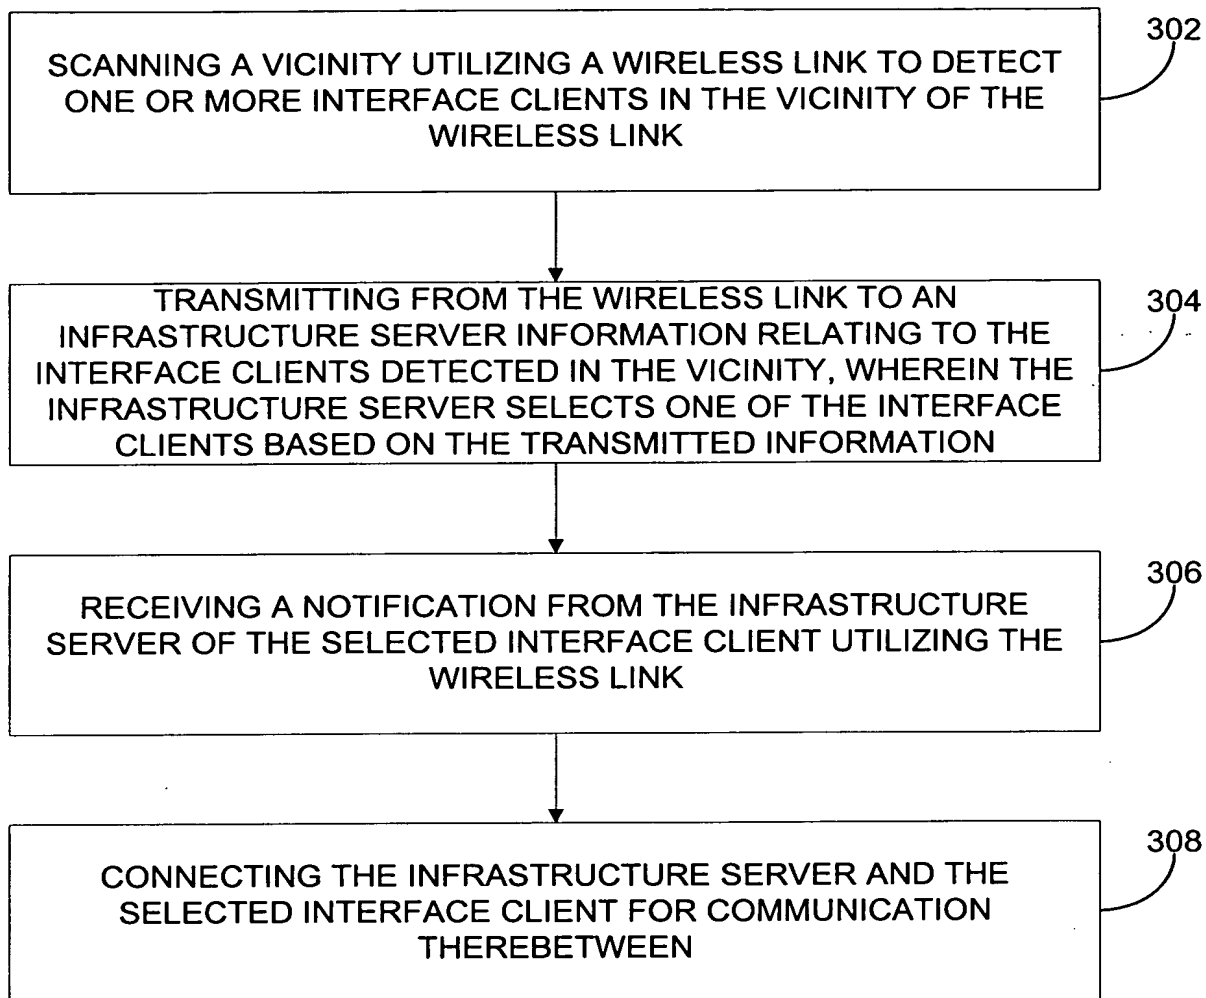 302
SCANNING A VICINITY UTILIZING A WIRELESS LINK TO DETECT
ONE OR MORE INTERFACE CLIENTS IN THE VICINITY OF THE
WIRELESS LINK
304
TRANSMITTING FROM THE WIRELESS LINK TO AN
INFRASTRUCTURE SERVER INFORMATION RELATING TO THE
INTERFACE CLIENTS DETECTED IN THE VICINITY, WHEREIN THE
INFRASTRUCTURE SERVER SELECTS ONE OF THE INTERFACE
CLIENTS BASED ON THE TRANSMITTED INFORMATION
306
RECEIVING A NOTIFICATION FROM THE INFRASTRUCTURE
SERVER OF THE SELECTED INTERFACE CLIENT UTILIZING THE
WIRELESS LINK
308
CONNECTING THE INFRASTRUCTURE SERVER AND THE
SELECTED INTERFACE CLIENT FOR COMMUNICATION
THEREBETWEEN